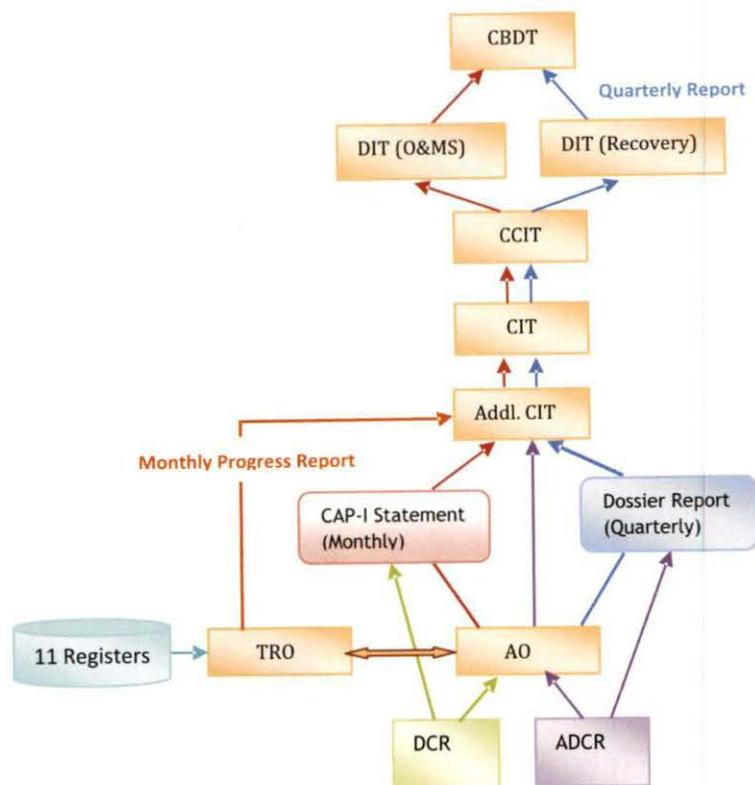 CBDT
Quarterly Report
DIT (O&MS)
DIT (Recovery)
CCIT
CIT
Addl. CIT
Monthly Progress Report
CAP-I Statement
(Monthly)
Dossier Report
(Quarterly)
11 Registers
TRO
AO
DCR
ADCR